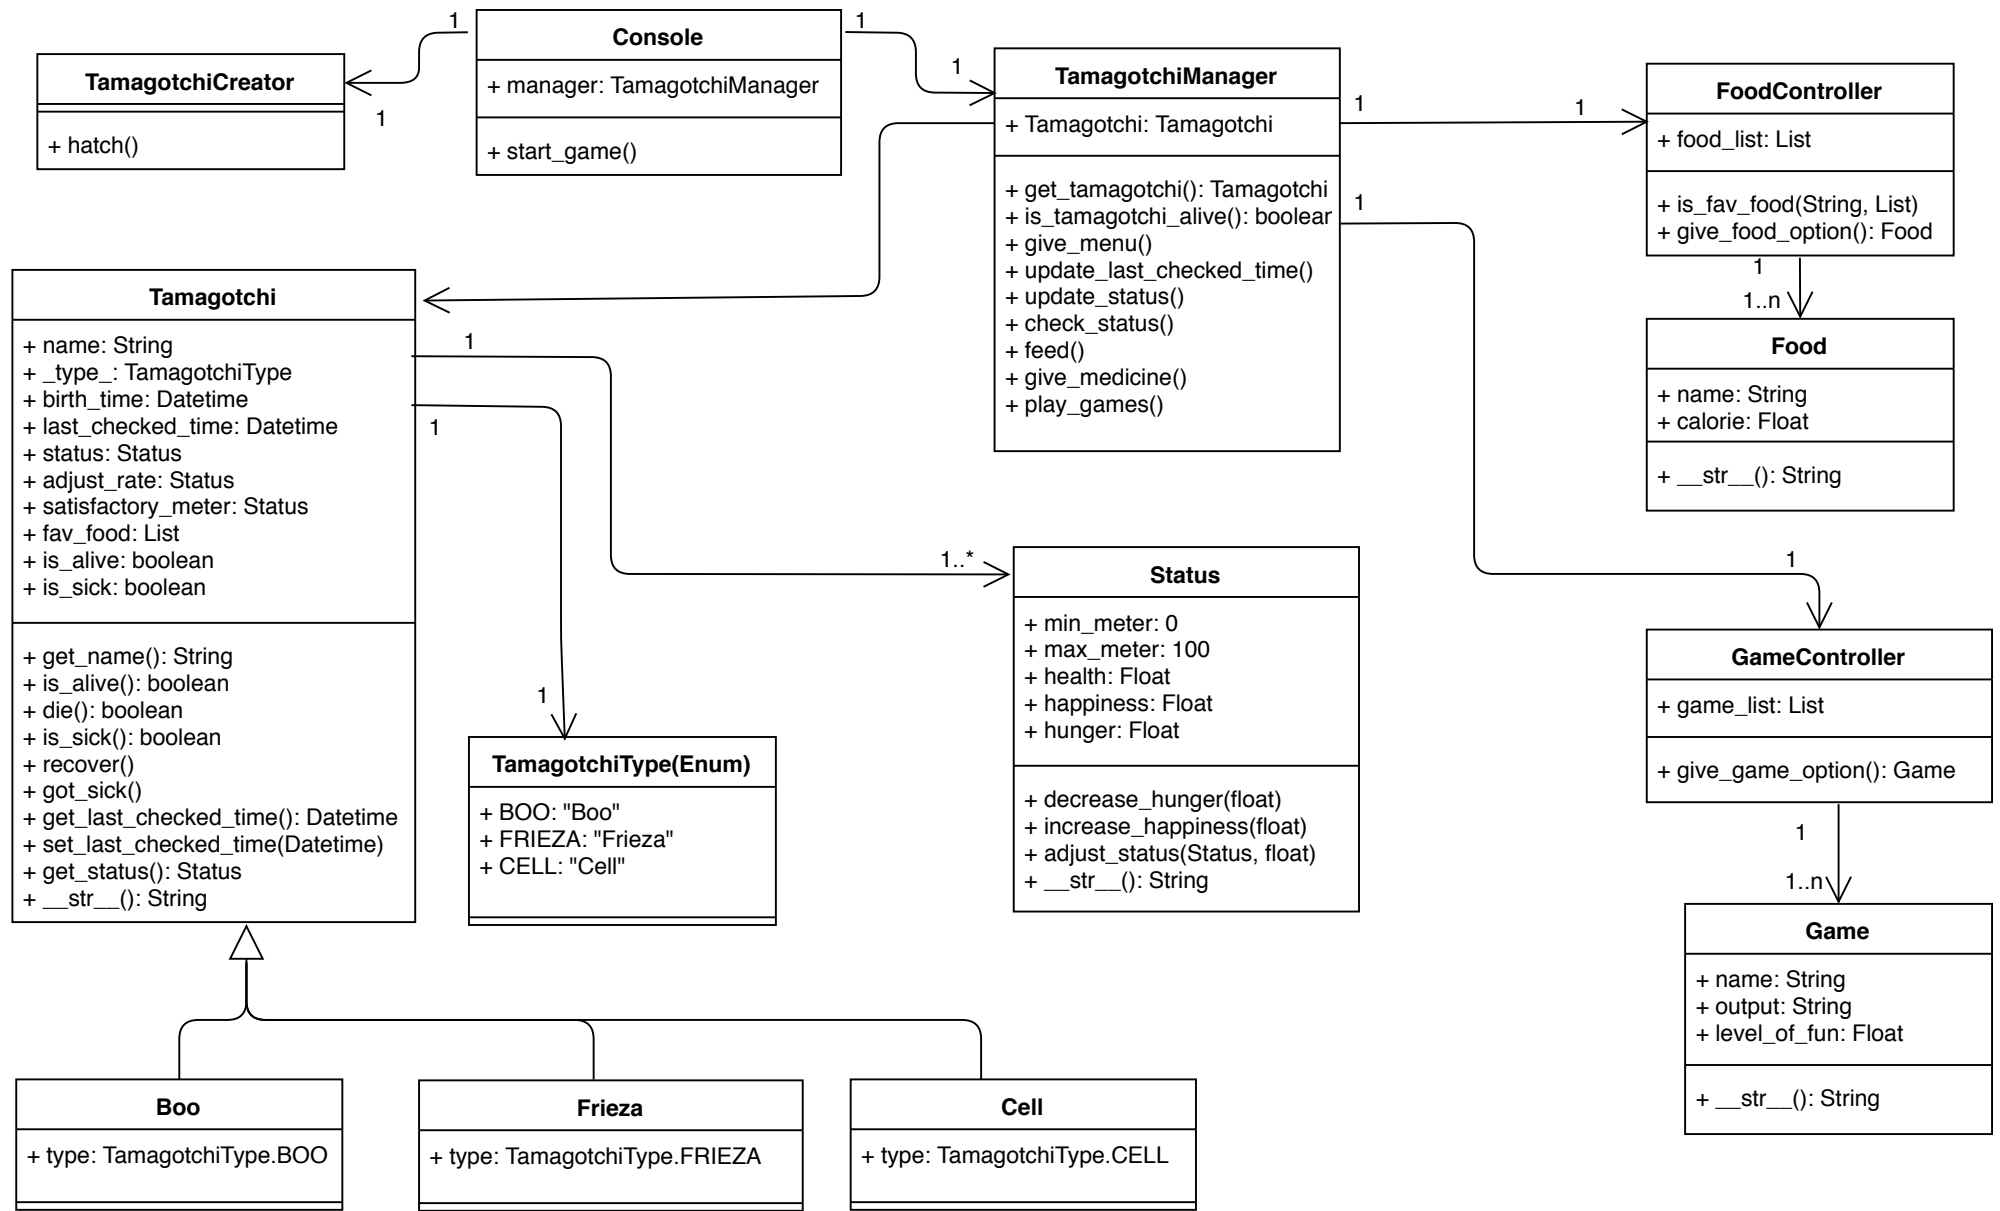 1
1
Console
+ manager: TamagotchiManager
+ start_game()
1
1
TamagotchiCreator
+ hatch()
TamagotchiManager
+ Tamagotchi: Tamagotchi
+ get_tamagotchi(): Tamagotchi
+ is_tamagotchi_alive(): boolear
+ give_menu()
+ update_last_checked_time()
+ update_status()
+ check_status()
+ feed()
+ give_medicine()
+ play_games()
1
1
1
FoodController
+ food_list: List
+ is_fav_food(String, List)
+ give_food_option(): Food
1
1..n
Food
+ name: String
+ calorie: Float
+ __str__(): String
Tamagotchi
+ name: String
+ _type_: TamagotchiType
+ birth_time: Datetime
+ last_checked_time: Datetime
+ status: Status
+ adjust_rate: Status
+ satisfactory_meter: Status
+ fav_food: List
+ is_alive: boolean
+ is_sick: boolean
+ get_name(): String
+ is_alive(): boolean
+ die(): boolean
+ is_sick(): boolean
+ recover()
+ got_sick()
+ get_last_checked_time(): Datetime
+ set_last_checked_time(Datetime)
+ get_status(): Status
+ __str__(): String
1
1
1
TamagotchiType(Enum)
+ BOO: "Boo"
+ FRIEZA: "Frieza"
+ CELL: "Cell"
1..*
Status
+ min_meter: 0
+ max_meter: 100
+ health: Float
+ happiness: Float
+ hunger: Float
+ decrease_hunger(float)
+ increase_happiness(float)
+ adjust_status(Status, float)
+ __str__(): String
1
GameController
+ game_list: List
+ give_game_option(): Game
1
1..n
Game
+ name: String
+ output: String
+ level_of_fun: Float
+ __str__(): String
Boo
+ type: TamagotchiType.BOO
Frieza
+ type: TamagotchiType.FRIEZA
Cell
+ type: TamagotchiType.CELL